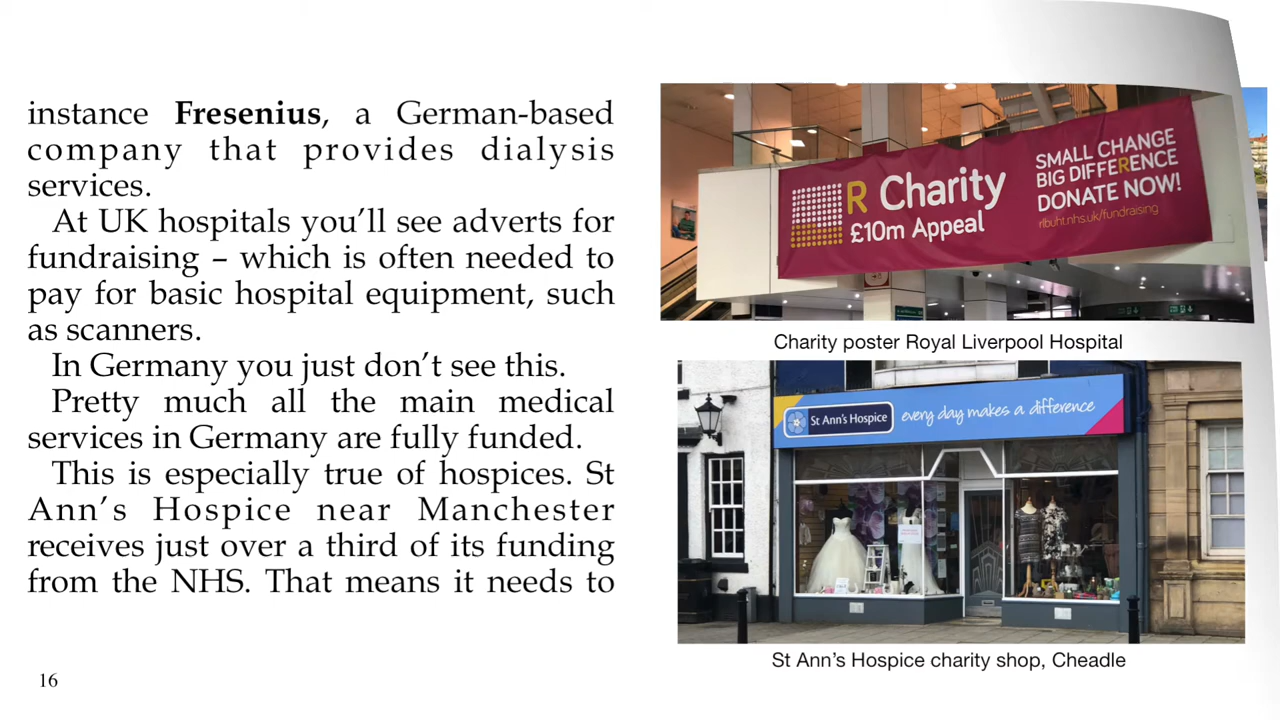 instance Fresenius, a German-based
company that provides dialysis
services.
At UK hospitals you’ll see adverts for
fundraising – which is often needed to
pay for basic hospital equipment, such
as scanners.
In Germany you just don’t see this.
Pretty much all the main medical
services in Germany are fully funded.
This is especially true of hospices. St
Ann’s Hospice near Manchester
receives just over a third of its funding
from the NHS. That means it needs to
16
R Charity
£10m Appeal
SMALL CHANGE
BIG DIFFERENCE
DONATE NOW!
rlbuht.nhs.uk/fundraising
Charity poster Royal Liverpool Hospital
St Ann's Hospice
every day makes a difference
St Ann’s Hospice charity shop, Cheadle